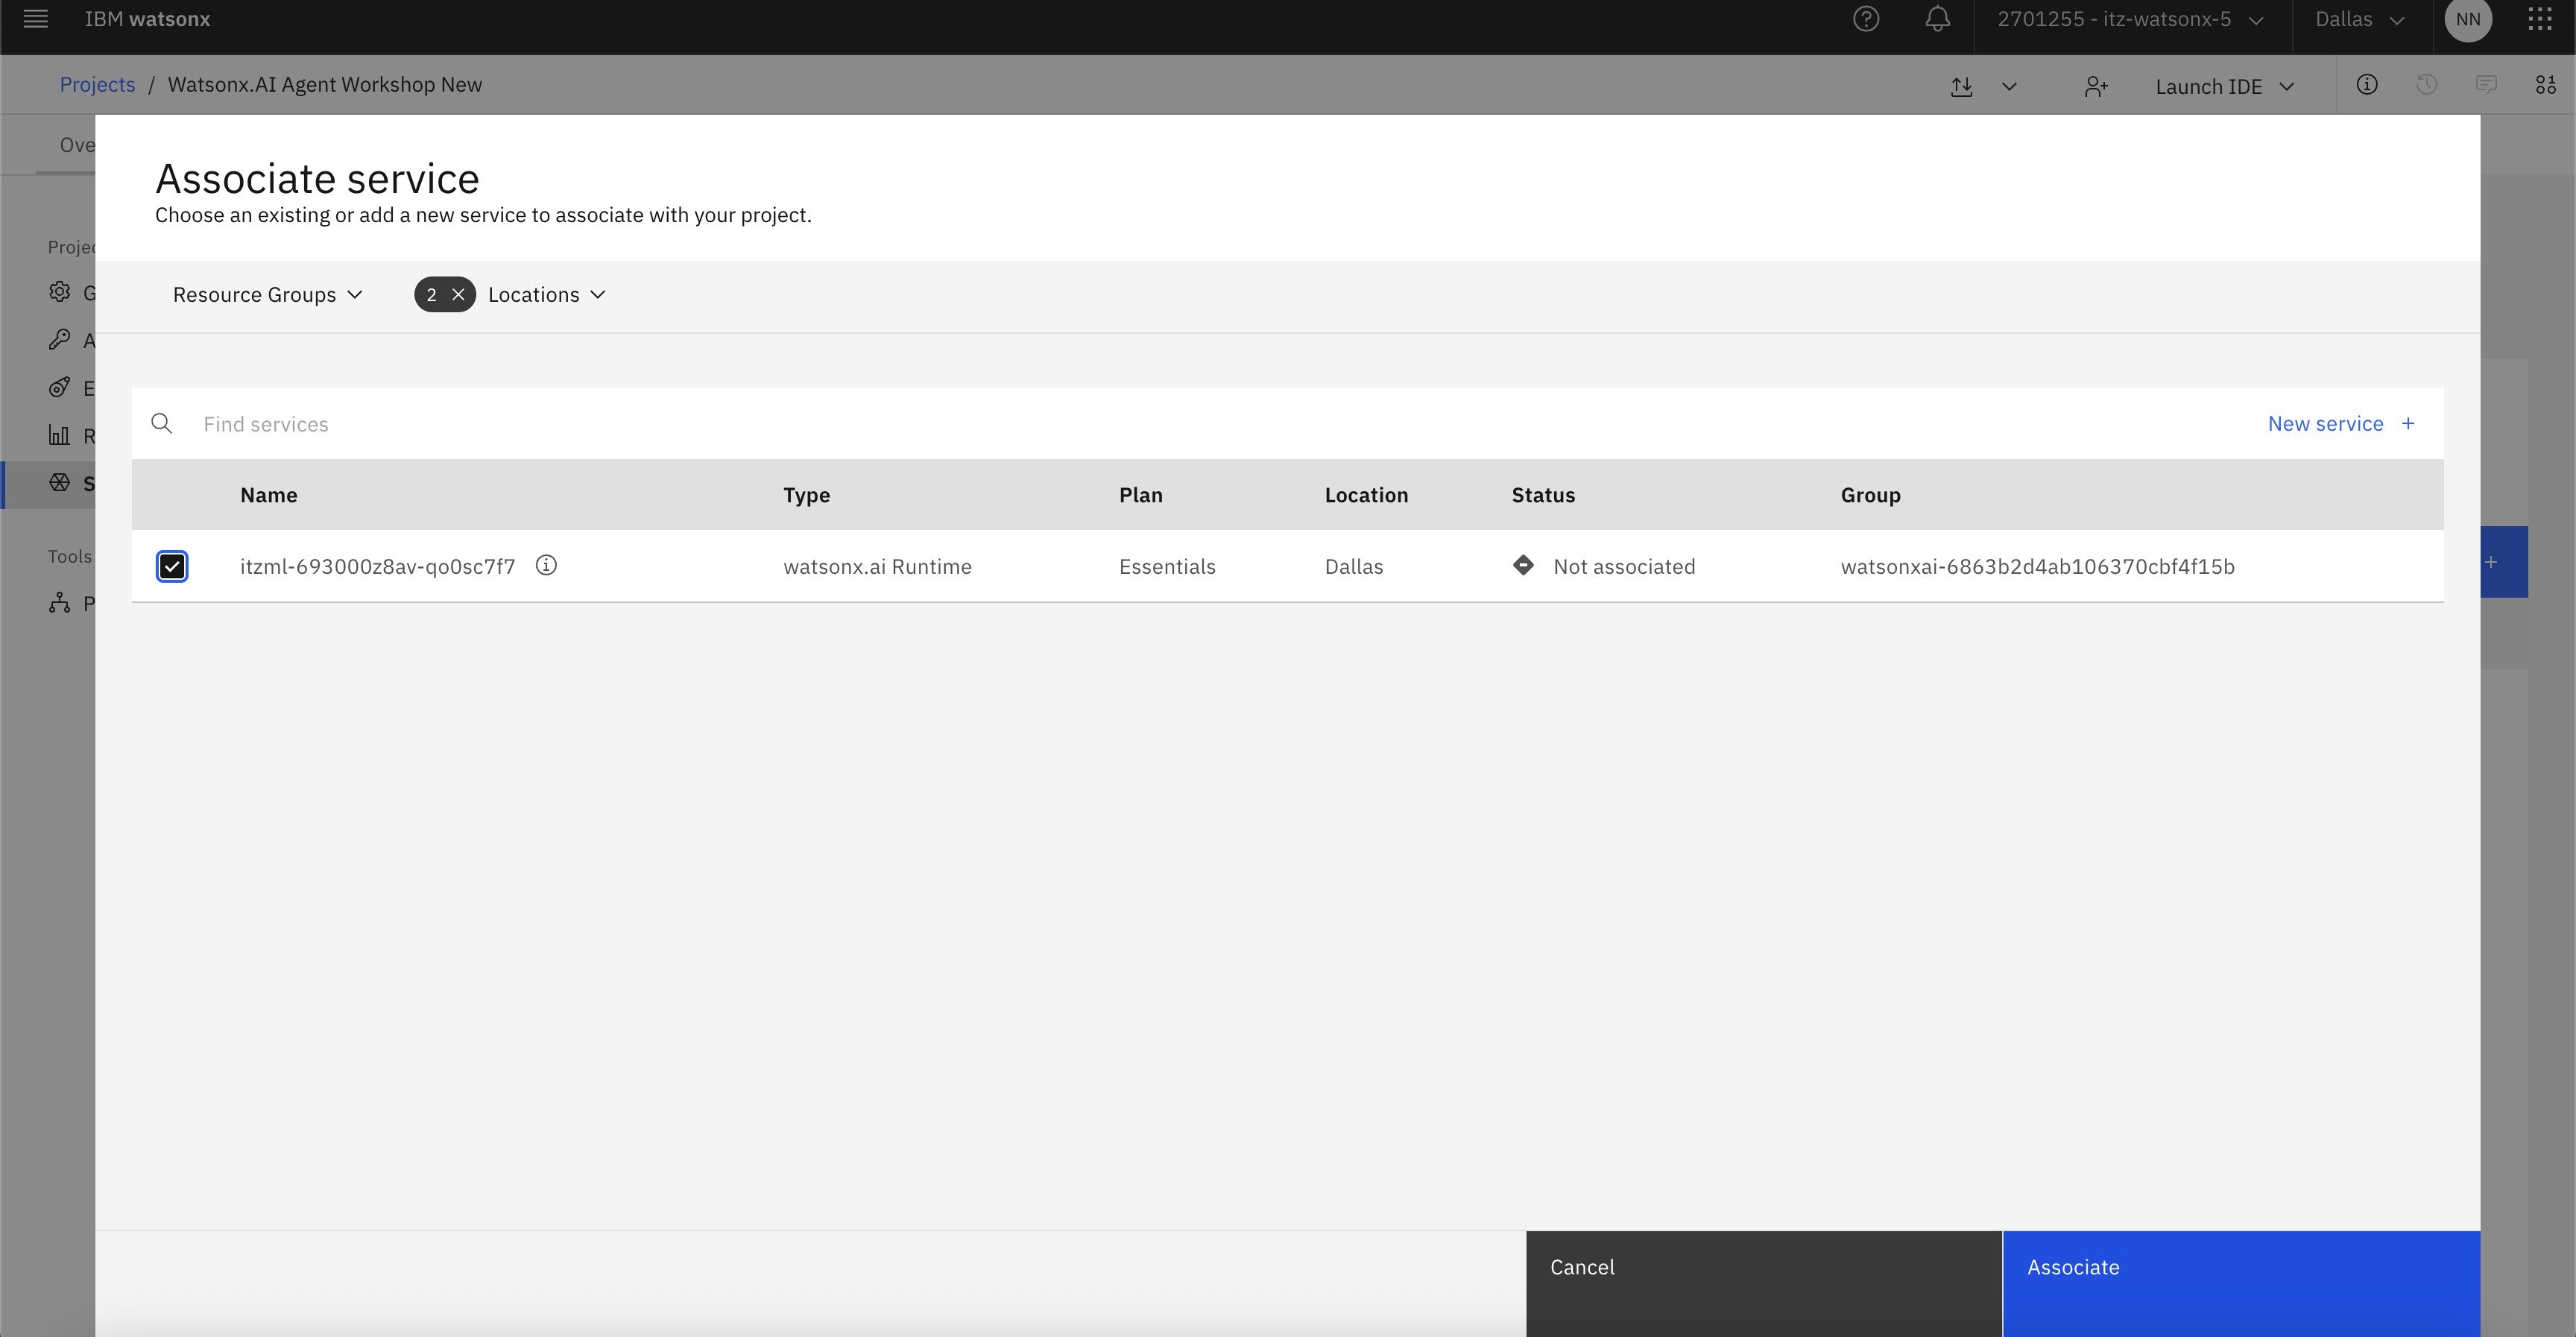 IBM watsonx
2701255 - itz-watsonx-5
Dallas
NN
Projects / Watsonx.AI Agent Workshop New
Launch IDE
Associate service
Choose an existing or add a new service to associate with your project.
Resource Groups
2
Locations
Find services
New service +
Name Type Plan Location Status Group
itzml-693000z8av-qo0sc7f7 watsonx.ai Runtime Essentials Dallas Not associated watsonxai-6863b2d4ab106370cbf4f15b
Tools
Cancel
Associate